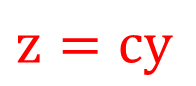 z = cy